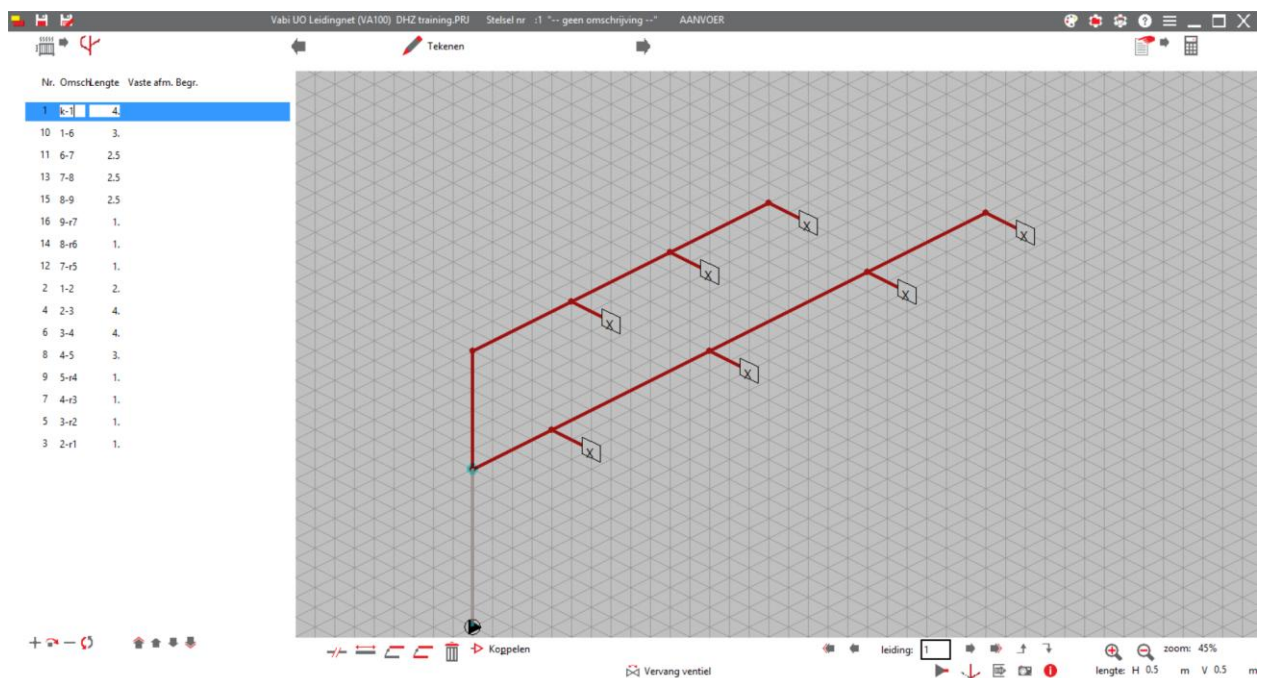 Vabi UO Leidingnet (VA100) DHZ training.PRJ Stelsel nr :1 "-- geen omschrijving --" AANVOER
Tekenen
Nr. Omsch Lengte Vaste afm. Begr.
1 k-1 4.
10 1-6 3.
11 6-7 2.5
13 7-8 2.5
15 8-9 2.5
16 9-r7 1.
14 8-r6 1.
12 7-r5 1.
2 1-2 2.
4 2-3 4.
6 3-4 4.
8 4-5 3.
9 5-r4 1.
7 4-r3 1.
5 3-r2 1.
3 2-r1 1.
X
X
X
X
X
X
X
Koppelen
leiding: 1
zoom: 45%
Vervang ventiel
lengte: H 0.5 m V 0.5 m